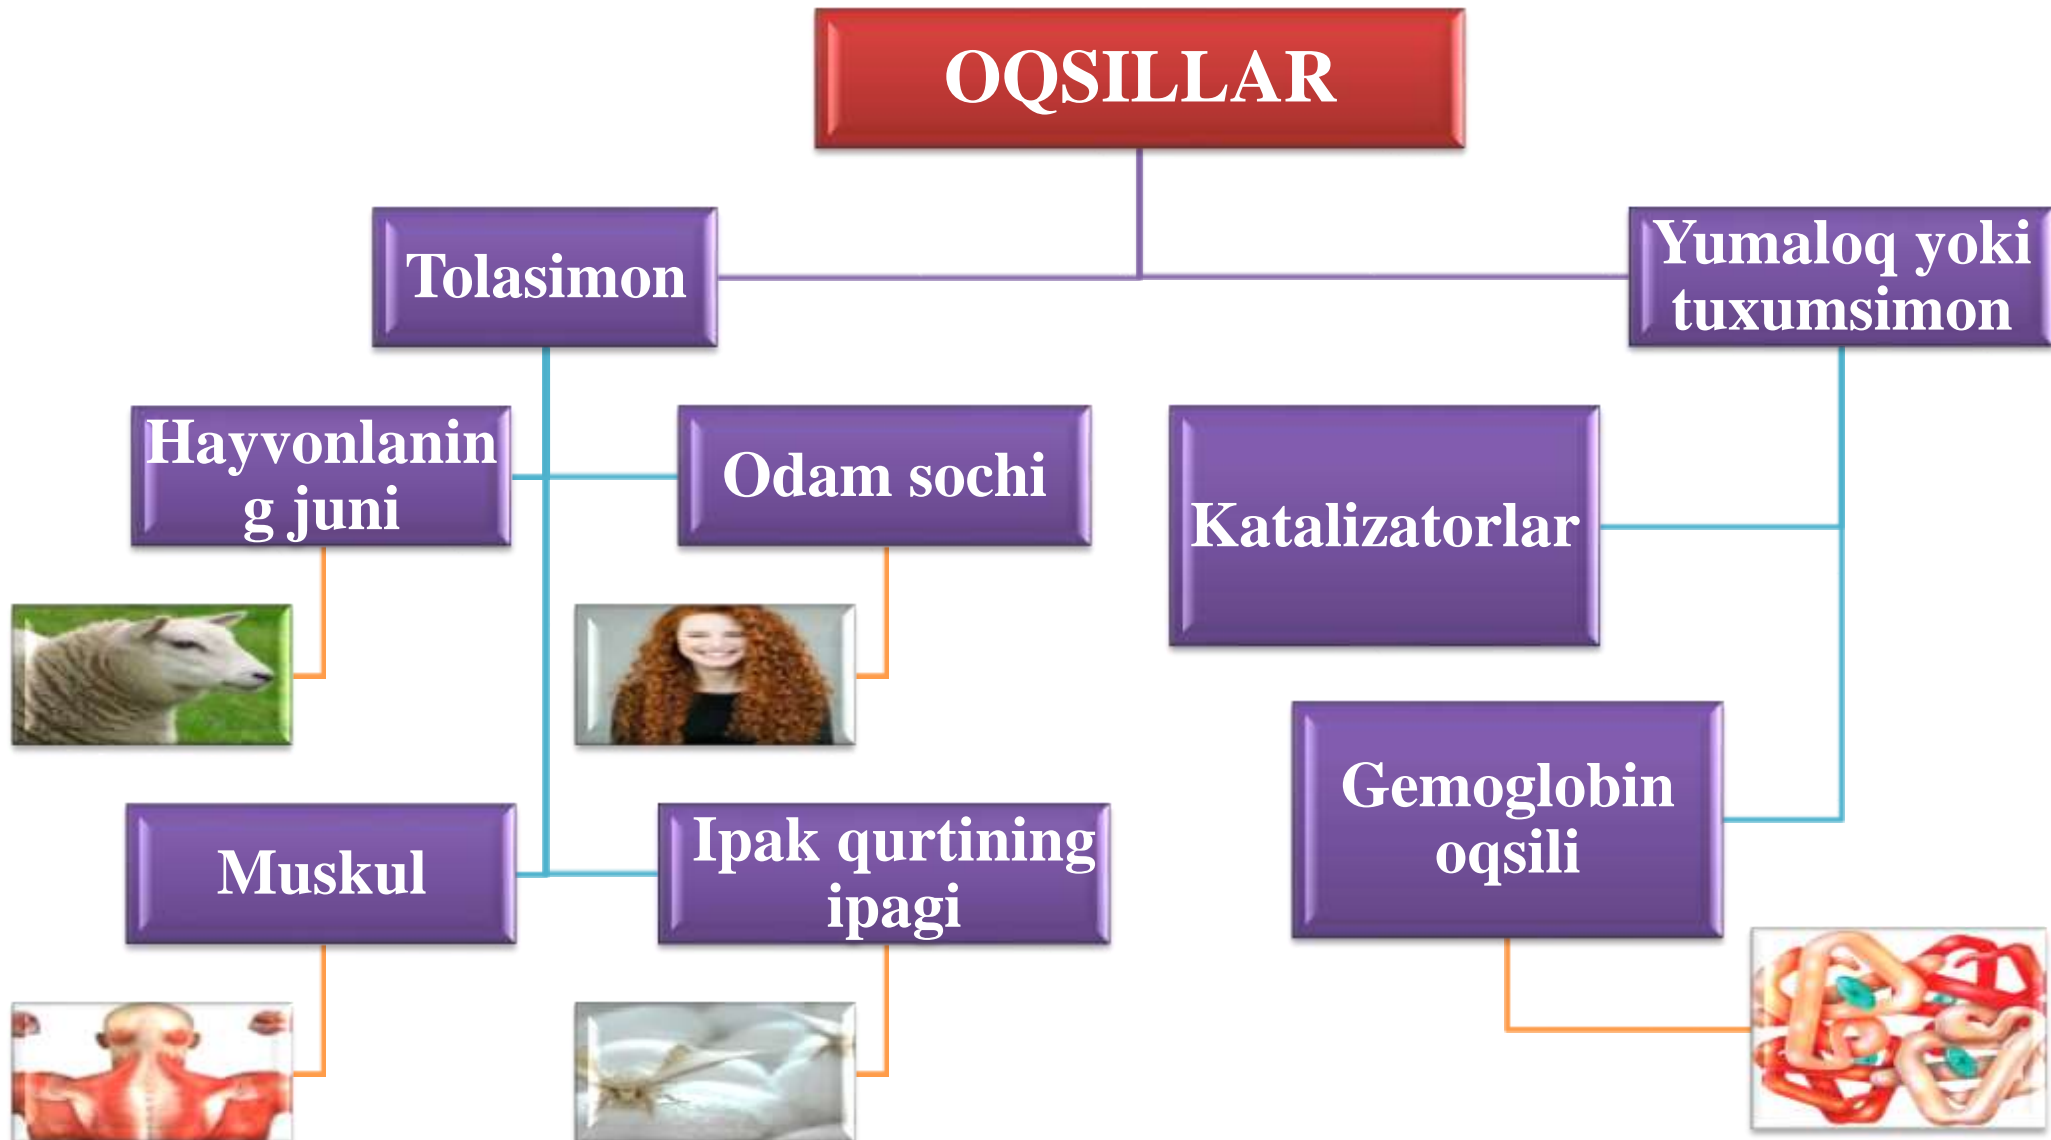 OQSILLAR
Tolasimon
Yumaloq yoki
tuxumsimon
Hayvonlanin
g juni
Odam sochi
Katalizatorlar
Muskul
Ipak qurtining
ipagi
Gemoglobin
oqsili